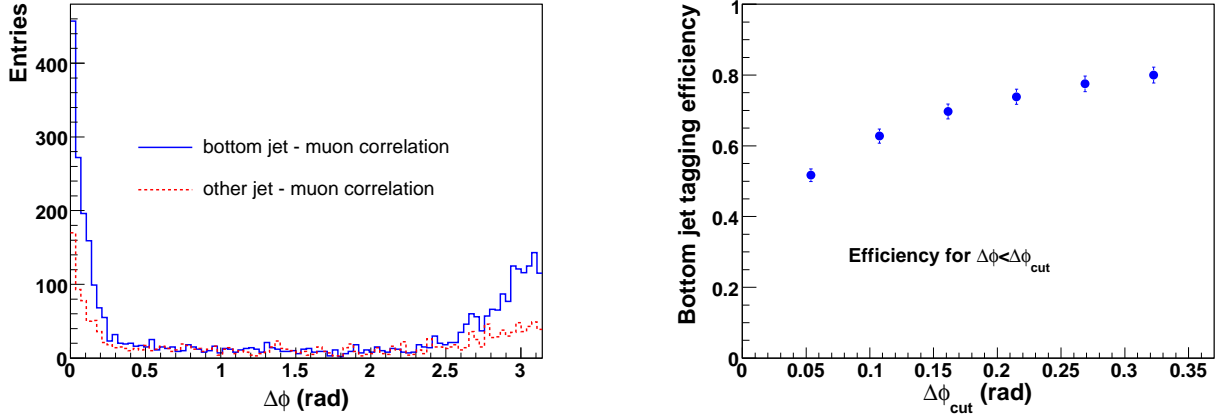 Entries
400
300
200
100
0
bottom jet - muon correlation
other jet - muon correlation
0 0.5 1 1.5 2 2.5 3
Δϕ (rad)
Bottom jet tagging efficiency
1
0.8
0.6
0.4
0.2
0
Efficiency for Δϕ<Δϕcut
0 0.05 0.1 0.15 0.2 0.25 0.3 0.35
Δϕcut (rad)